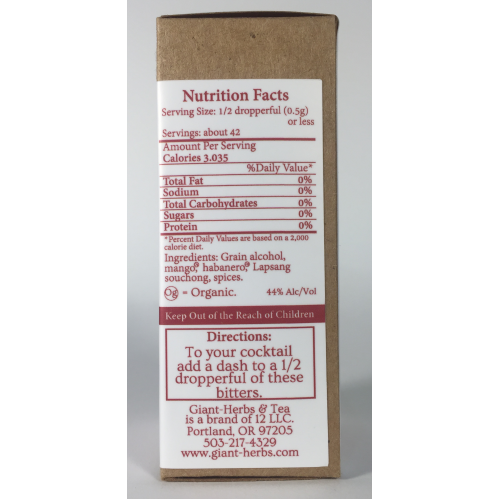 Nutrition Facts
Serving Size: 1/2 dropperful (0.5g)
or less
Servings: about 42
Amount Per Serving
Calories 3.035
%Daily Value*
Total Fat 0%
Sodium 0%
Total Carbohydrates 0%
Sugars 0%
Protein 0%
*Percent Daily Values are based on a 2,000
calorie diet.
Ingredients: Grain alcohol,
mango, habanero, Lapsang
souchong, spices.
Og = Organic. 44% Alc/Vol
Keep Out of the Reach of Children
Directions:
To your cocktail
add a dash to a 1/2
dropperful of these
bitters.
Giant-Herbs & Tea
is a brand of 12 LLC.
Portland, OR 97205
503-217-4329
www.giant-herbs.com